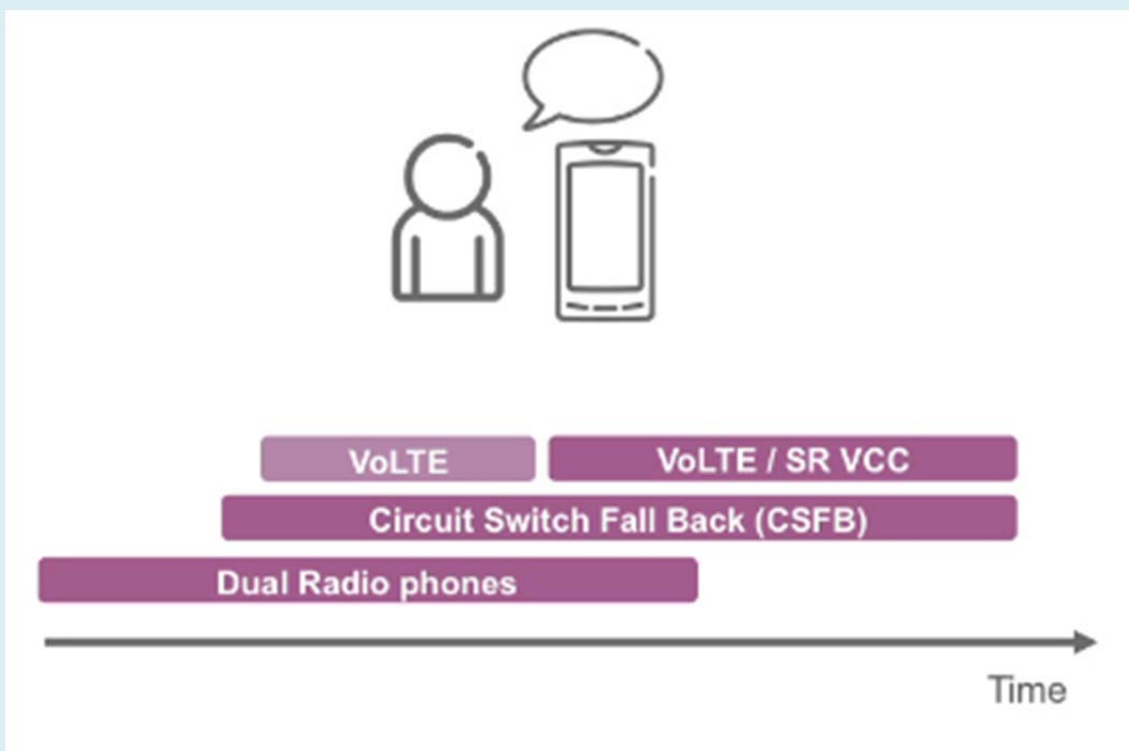 VoLTE
VoLTE / SR VCC
Circuit Switch Fall Back (CSFB)
Dual Radio phones
Time